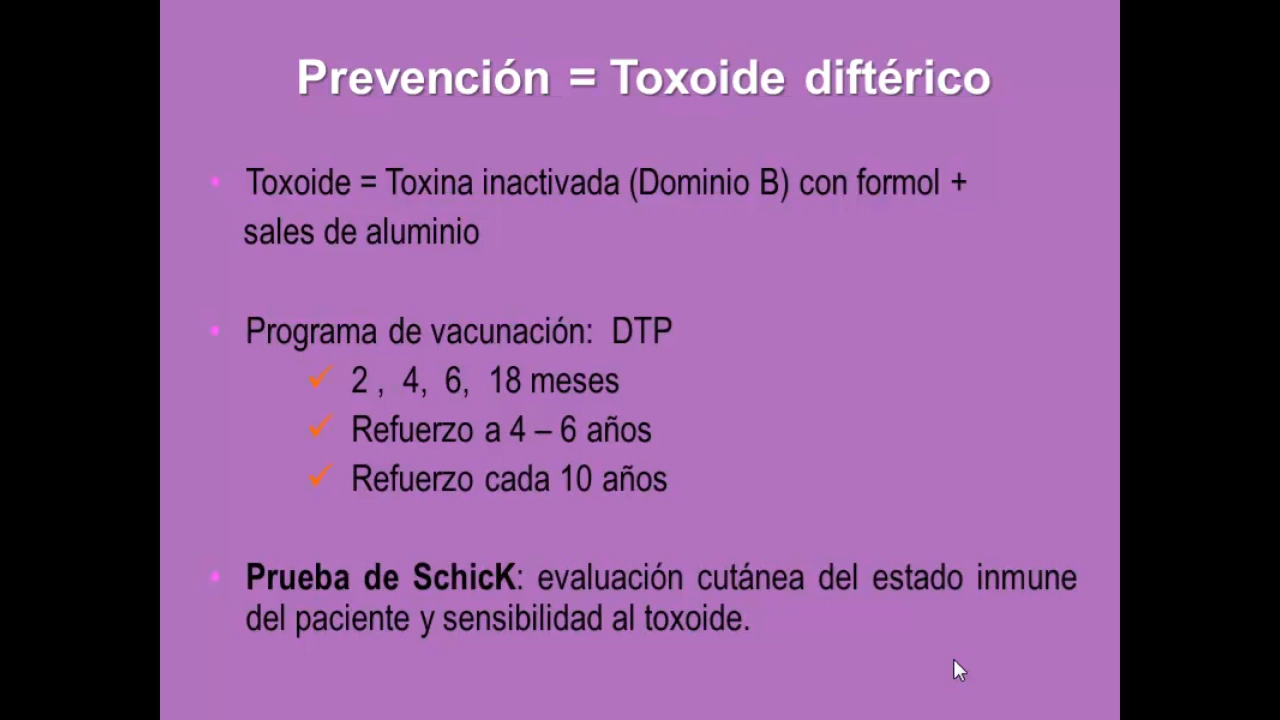 Prevención = Toxoide diftérico
• Toxoide = Toxina inactivada (Dominio B) con formol +
sales de aluminio
• Programa de vacunación: DTP
✓ 2 , 4, 6, 18 meses
✓ Refuerzo a 4 – 6 años
✓ Refuerzo cada 10 años
• Prueba de SchicK: evaluación cutánea del estado inmune
del paciente y sensibilidad al toxoide.